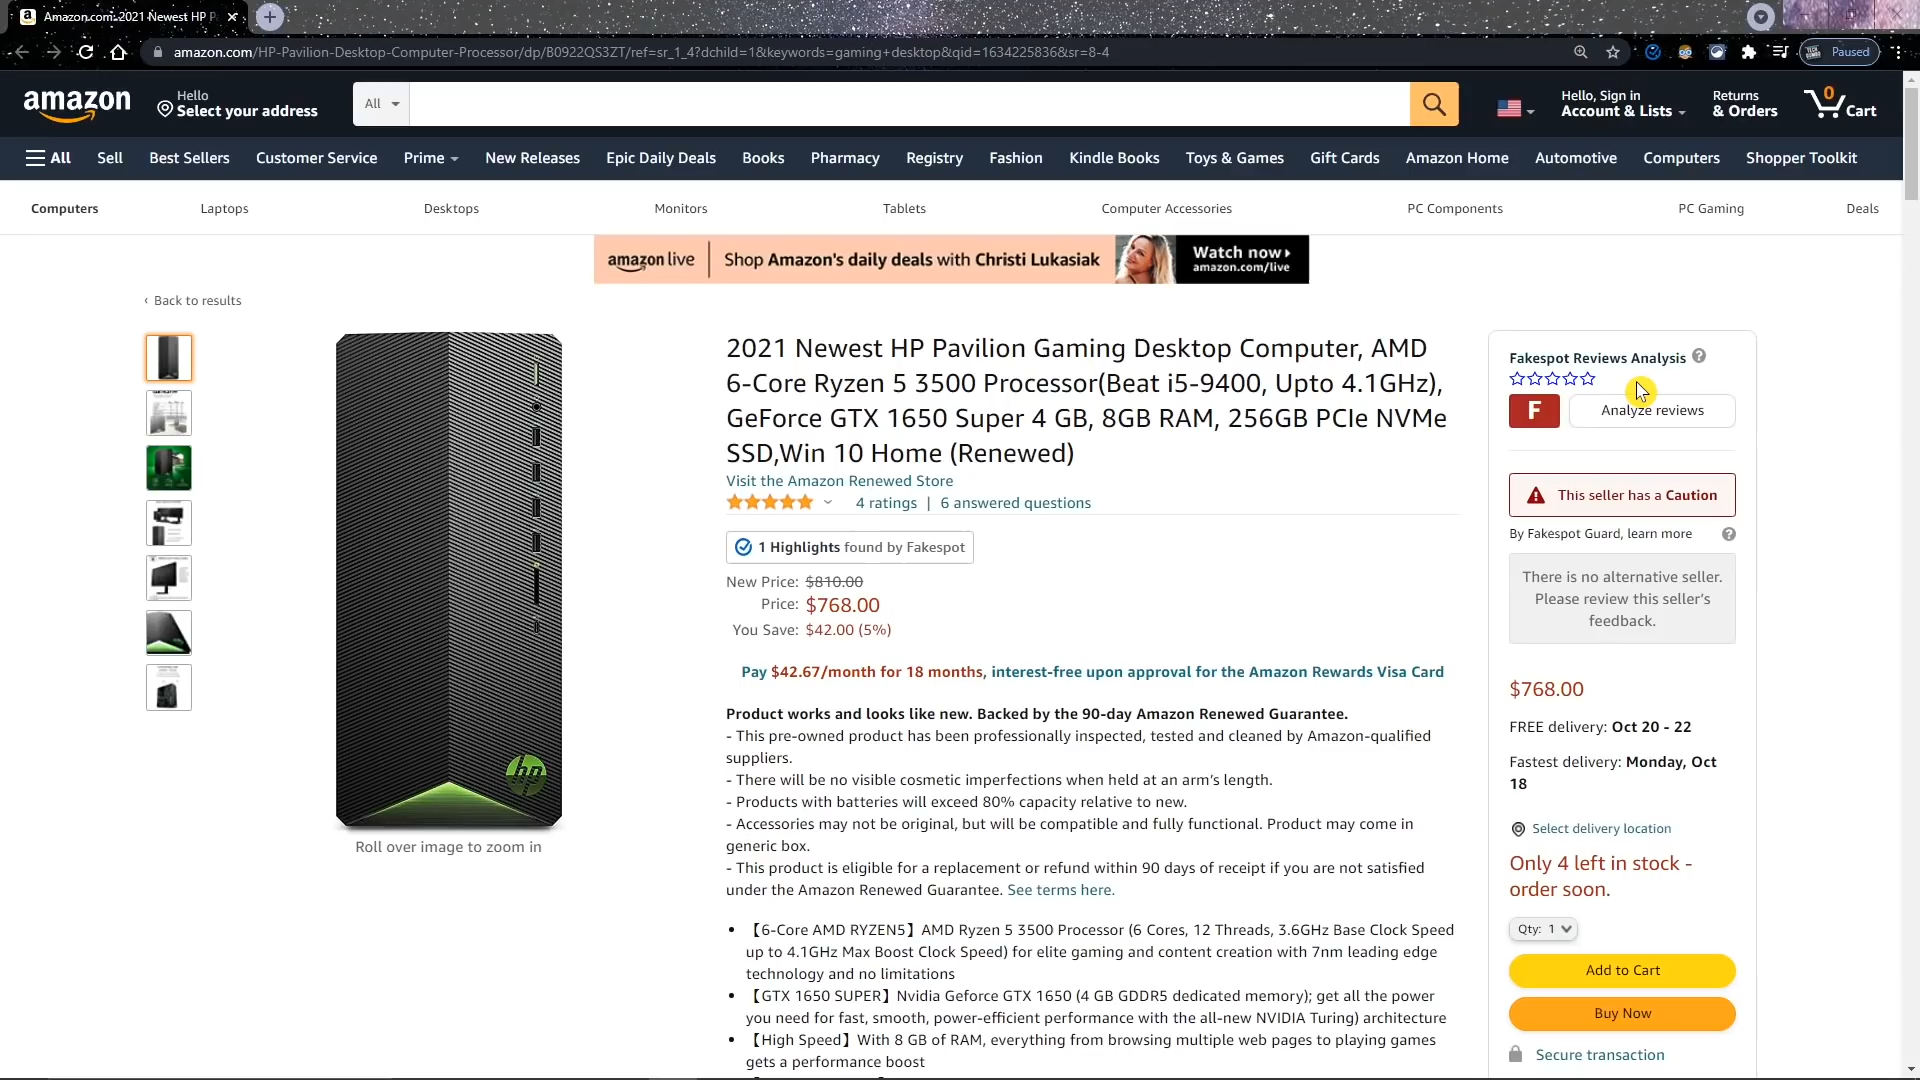 Amazon.com: 2021 Newest HP P
amazon.com/HP-Pavilion-Desktop-Computer-Processor/dp/B0922QS3ZT/ref=sr_1_4?dchild=1&keywords=gaming+desktop&qid=1634225836&sr=8-4
Paused
amazon
Hello
Select your address
All
Hello, Sign in
Account & Lists
Returns
& Orders
0
Cart
All
Sell
Best Sellers
Customer Service
Prime
New Releases
Epic Daily Deals
Books
Pharmacy
Registry
Fashion
Kindle Books
Toys & Games
Gift Cards
Amazon Home
Automotive
Computers
Shopper Toolkit
Computers
Laptops
Desktops
Monitors
Tablets
Computer Accessories
PC Components
PC Gaming
Deals
amazon live
Shop Amazon's daily deals with Christi Lukasiak
Watch now
amazon.com/live
‹ Back to results
hp
Roll over image to zoom in
2021 Newest HP Pavilion Gaming Desktop Computer, AMD
6-Core Ryzen 5 3500 Processor(Beat i5-9400, Upto 4.1GHz),
GeForce GTX 1650 Super 4 GB, 8GB RAM, 256GB PCIe NVMe
SSD,Win 10 Home (Renewed)
Visit the Amazon Renewed Store
4 ratings | 6 answered questions
1 Highlights found by Fakespot
New Price: $810.00
Price: $768.00
You Save: $42.00 (5%)
Pay $42.67/month for 18 months, interest-free upon approval for the Amazon Rewards Visa Card
Product works and looks like new. Backed by the 90-day Amazon Renewed Guarantee.
- This pre-owned product has been professionally inspected, tested and cleaned by Amazon-qualified
suppliers.
- There will be no visible cosmetic imperfections when held at an arm's length.
- Products with batteries will exceed 80% capacity relative to new.
- Accessories may not be original, but will be compatible and fully functional. Product may come in
generic box.
- This product is eligible for a replacement or refund within 90 days of receipt if you are not satisfied
under the Amazon Renewed Guarantee. See terms here.
• 【6-Core AMD RYZEN5】AMD Ryzen 5 3500 Processor (6 Cores, 12 Threads, 3.6GHz Base Clock Speed
up to 4.1GHz Max Boost Clock Speed) for elite gaming and content creation with 7nm leading edge
technology and no limitations
• 【GTX 1650 SUPER】Nvidia Geforce GTX 1650 (4 GB GDDR5 dedicated memory); get all the power
you need for fast, smooth, power-efficient performance with the all-new NVIDIA Turing) architecture
• 【High Speed】With 8 GB of RAM, everything from browsing multiple web pages to playing games
gets a performance boost
Fakespot Reviews Analysis ?
F
Analyze reviews
This seller has a Caution
By Fakespot Guard, learn more ?
There is no alternative seller.
Please review this seller's
feedback.
$768.00
FREE delivery: Oct 20 - 22
Fastest delivery: Monday, Oct
18
Select delivery location
Only 4 left in stock -
order soon.
Qty: 1
Add to Cart
Buy Now
Secure transaction